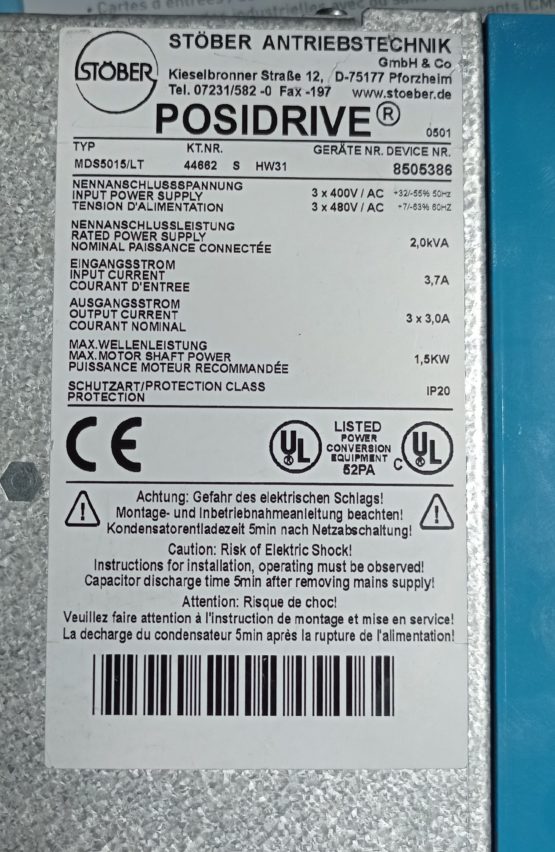 • Cartes d'entrées
STÖBER
STÖBER ANTRIEBSTECHNIK
GmbH & Co
Kieselbronner Straße 12, D-75177 Pforzheim
Tel. 07231/582 -0 Fax -197 www.stoeber.de
POSIDRIVE®
0501
TYP KT.NR. GERÄTE NR. DEVICE NR.
MDS5015/LT 44662 S HW31 8505386
NENNANSCHLUSSSPANNUNG
INPUT POWER SUPPLY 3 x 400V / AC +32/-55% 50Hz
TENSION D'ALIMENTATION 3 x 480V / AC +7/-63% 60HZ
NENNANSCHLUSSLEISTUNG
RATED POWER SUPPLY
NOMINAL PAISSANCE CONNECTÉE 2,0kVA
EINGANGSSTROM
INPUT CURRENT
COURANT D'ENTREE 3,7A
AUSGANGSSTROM
OUTPUT CURRENT
COURANT NOMINAL 3 x 3,0A
MAX.WELLENLEISTUNG
MAX.MOTOR SHAFT POWER
PUISSANCE MOTEUR RECOMMANDÉE 1,5KW
SCHUTZART/PROTECTION CLASS
PROTECTION IP20
CE
UL
LISTED
POWER
CONVERSION
EQUIPMENT
52PA
C UL
Achtung: Gefahr des elektrischen Schlags!
Montage- und Inbetriebnahmeanleitung beachten!
Kondensatorentladezeit 5min nach Netzabschaltung!
Caution: Risk of Elektric Shock!
Instructions for installation, operating must be observed!
Capacitor discharge time 5min after removing mains supply!
Attention: Risque de choc!
Veuillez faire attention à l'instruction de montage et mise en service!
La decharge du condensateur 5min après la rupture de l'alimentation!